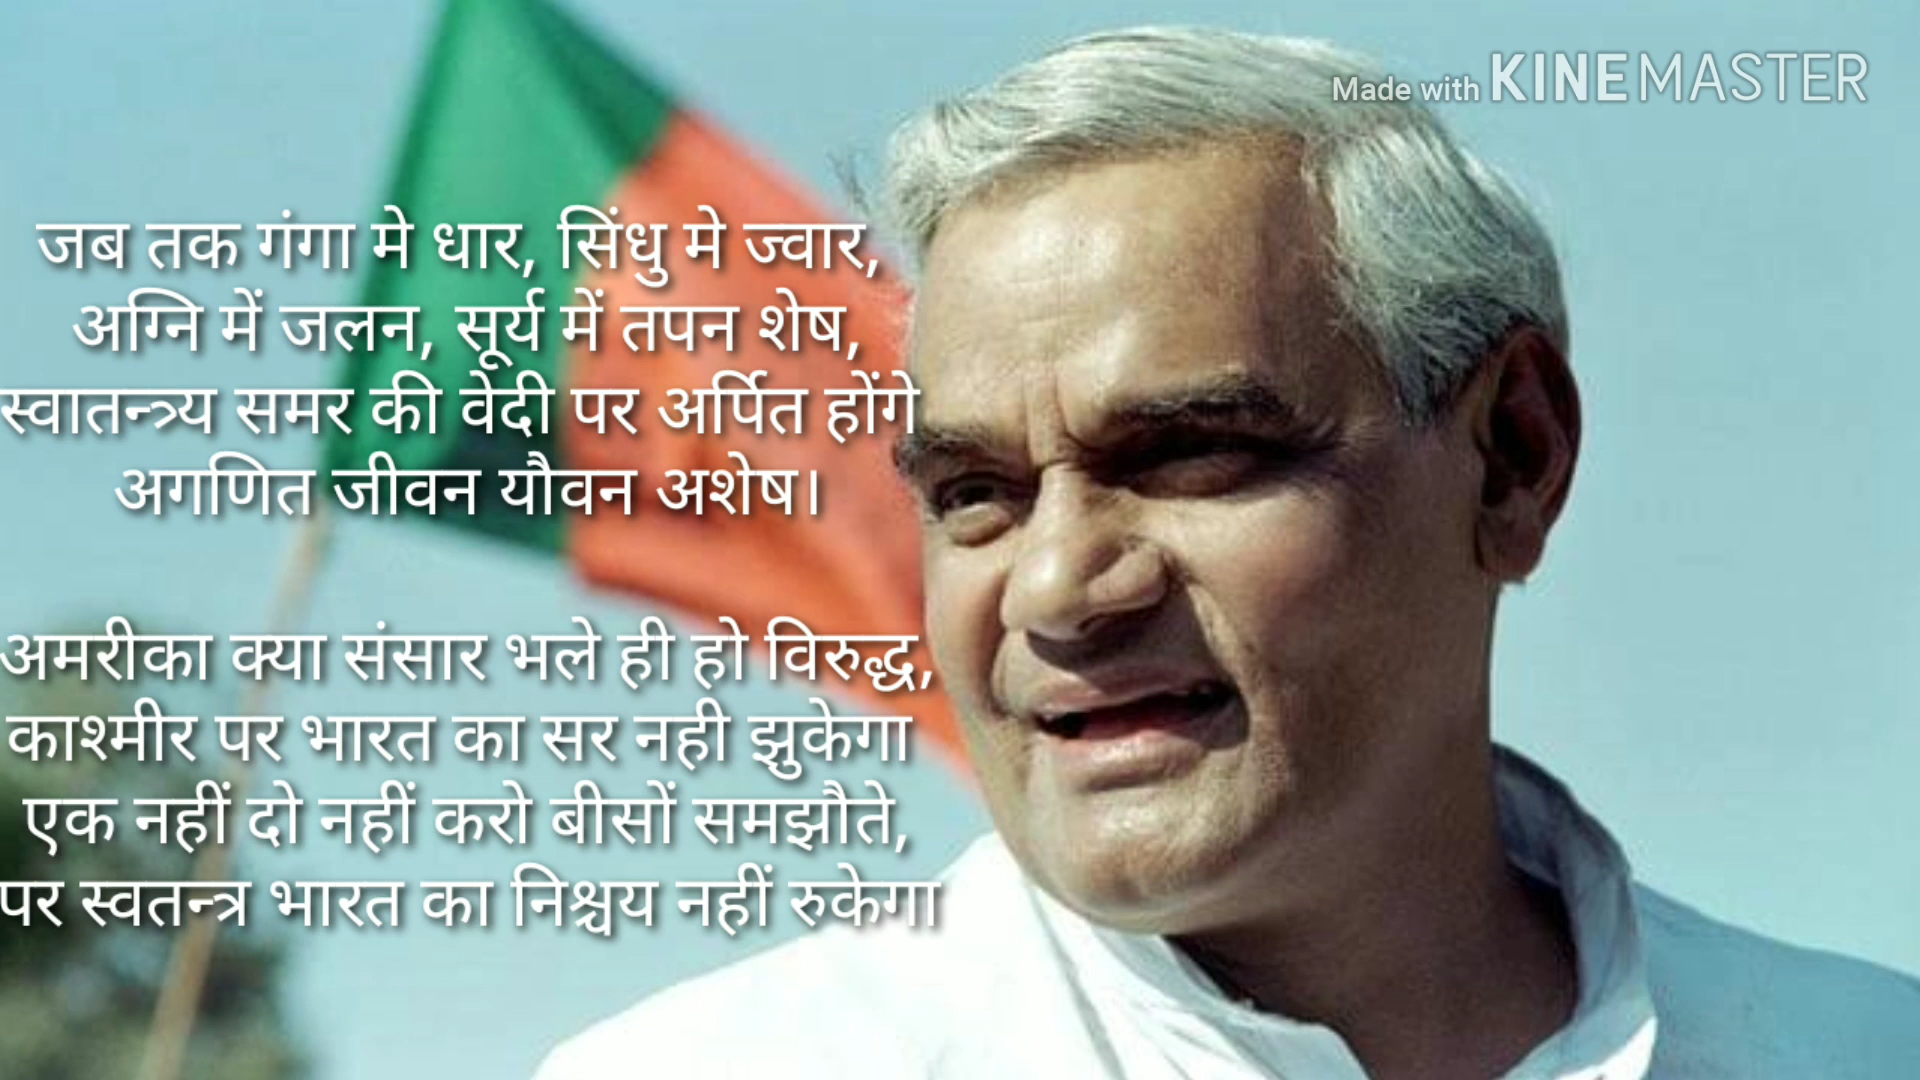 Made with KINEMASTER
जब तक गंगा मे धार, सिंधु मे ज्वार,
अग्नि में जलन, सूर्य में तपन शेष,
स्वातन्त्र्य समर की वेदी पर अर्पित होंगे
अगणित जीवन यौवन अशेष।
अमरीका क्या संसार भले ही हो विरुद्ध,
काश्मीर पर भारत का सर नही झुकेगा
एक नहीं दो नहीं करो बीसों समझौते,
पर स्वतन्त्र भारत का निश्चय नहीं रुकेगा